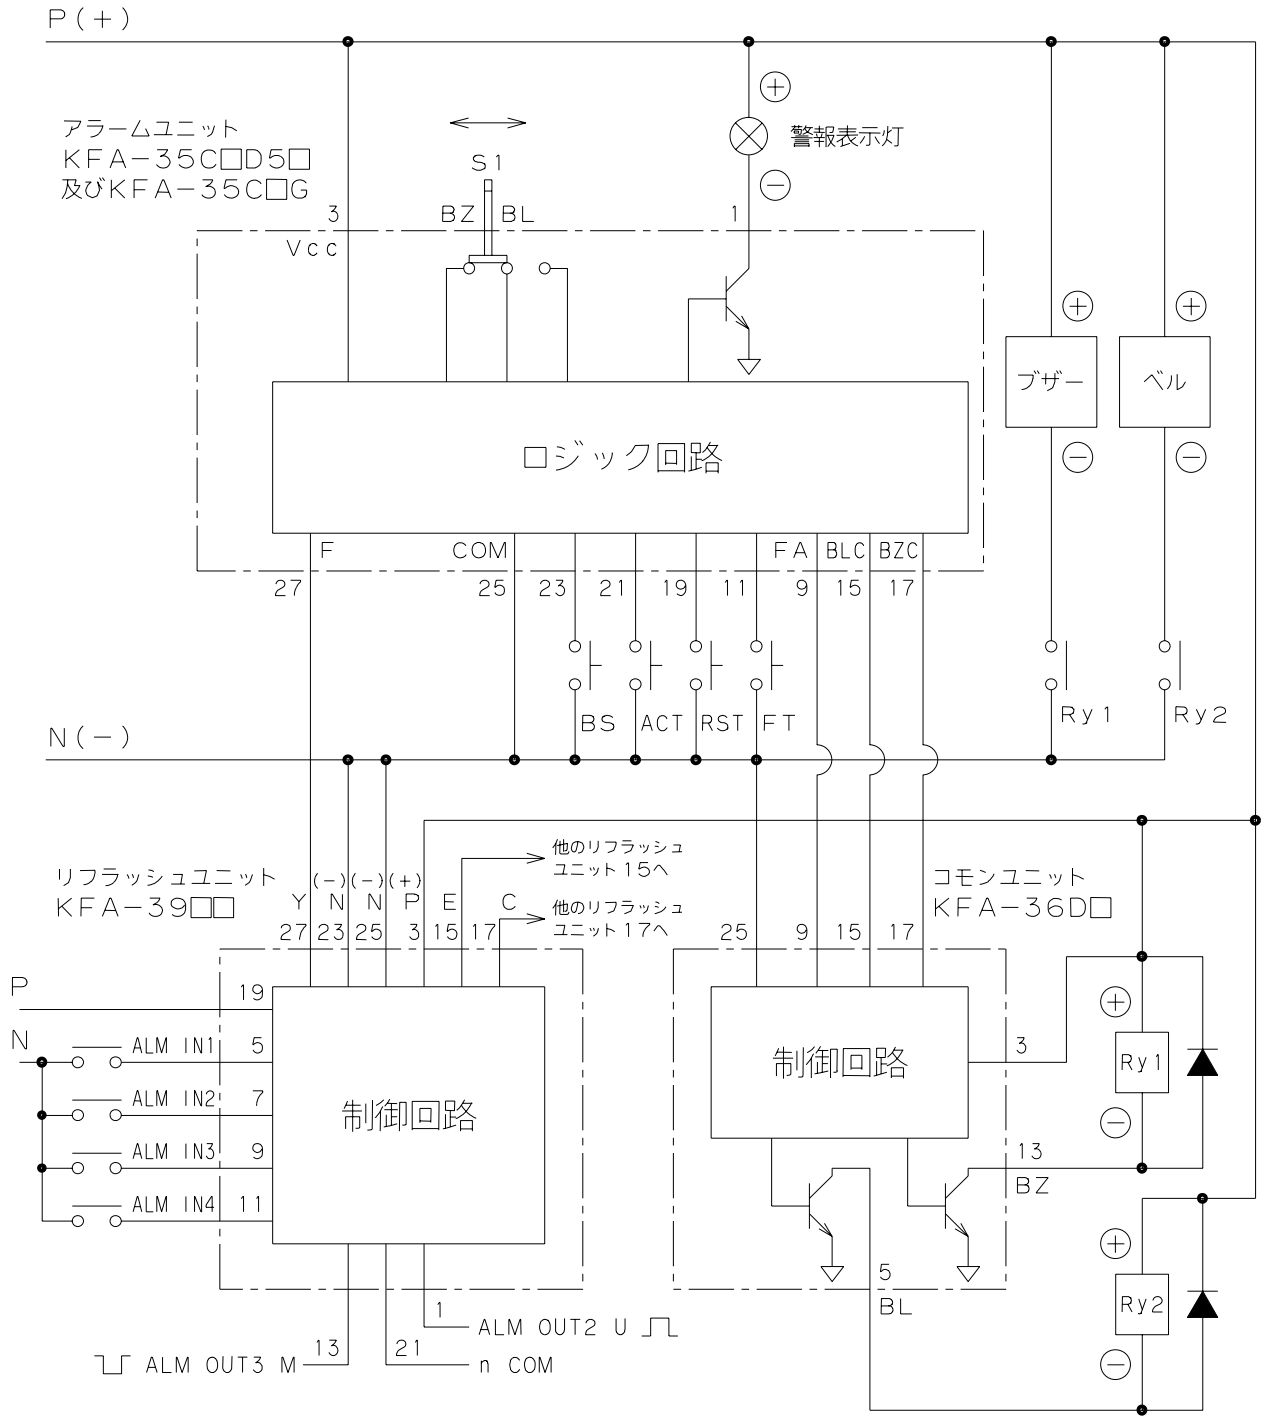 P(+)
アラームユニット
KFA-35C□D5□
及びKFA-35C□G
S1
警報表示灯
3
BZ
BL
1
Vcc
ブザー
ベル
ロジック回路
F
COM
FA
BLC
BZC
27
25
23
21
19
11
9
15
17
BS
ACT
RST
FT
Ry1
Ry2
N(-)
他のリフラッシュ
ユニット15へ
リフラッシュユニット
KFA-39□□
(-)
(-)
(+)
Y
N
N
P
E
C
他のリフラッシュ
ユニット17へ
コモンユニット
KFA-36D□
27
23
25
3
15
17
25
9
15
17
P
19
N
ALM IN1
5
ALM IN2
7
ALM IN3
9
ALM IN4
11
制御回路
制御回路
3
Ry1
13
BZ
5
BL
Ry2
1
ALM OUT2 U
13
ALM OUT3 M
21
n COM